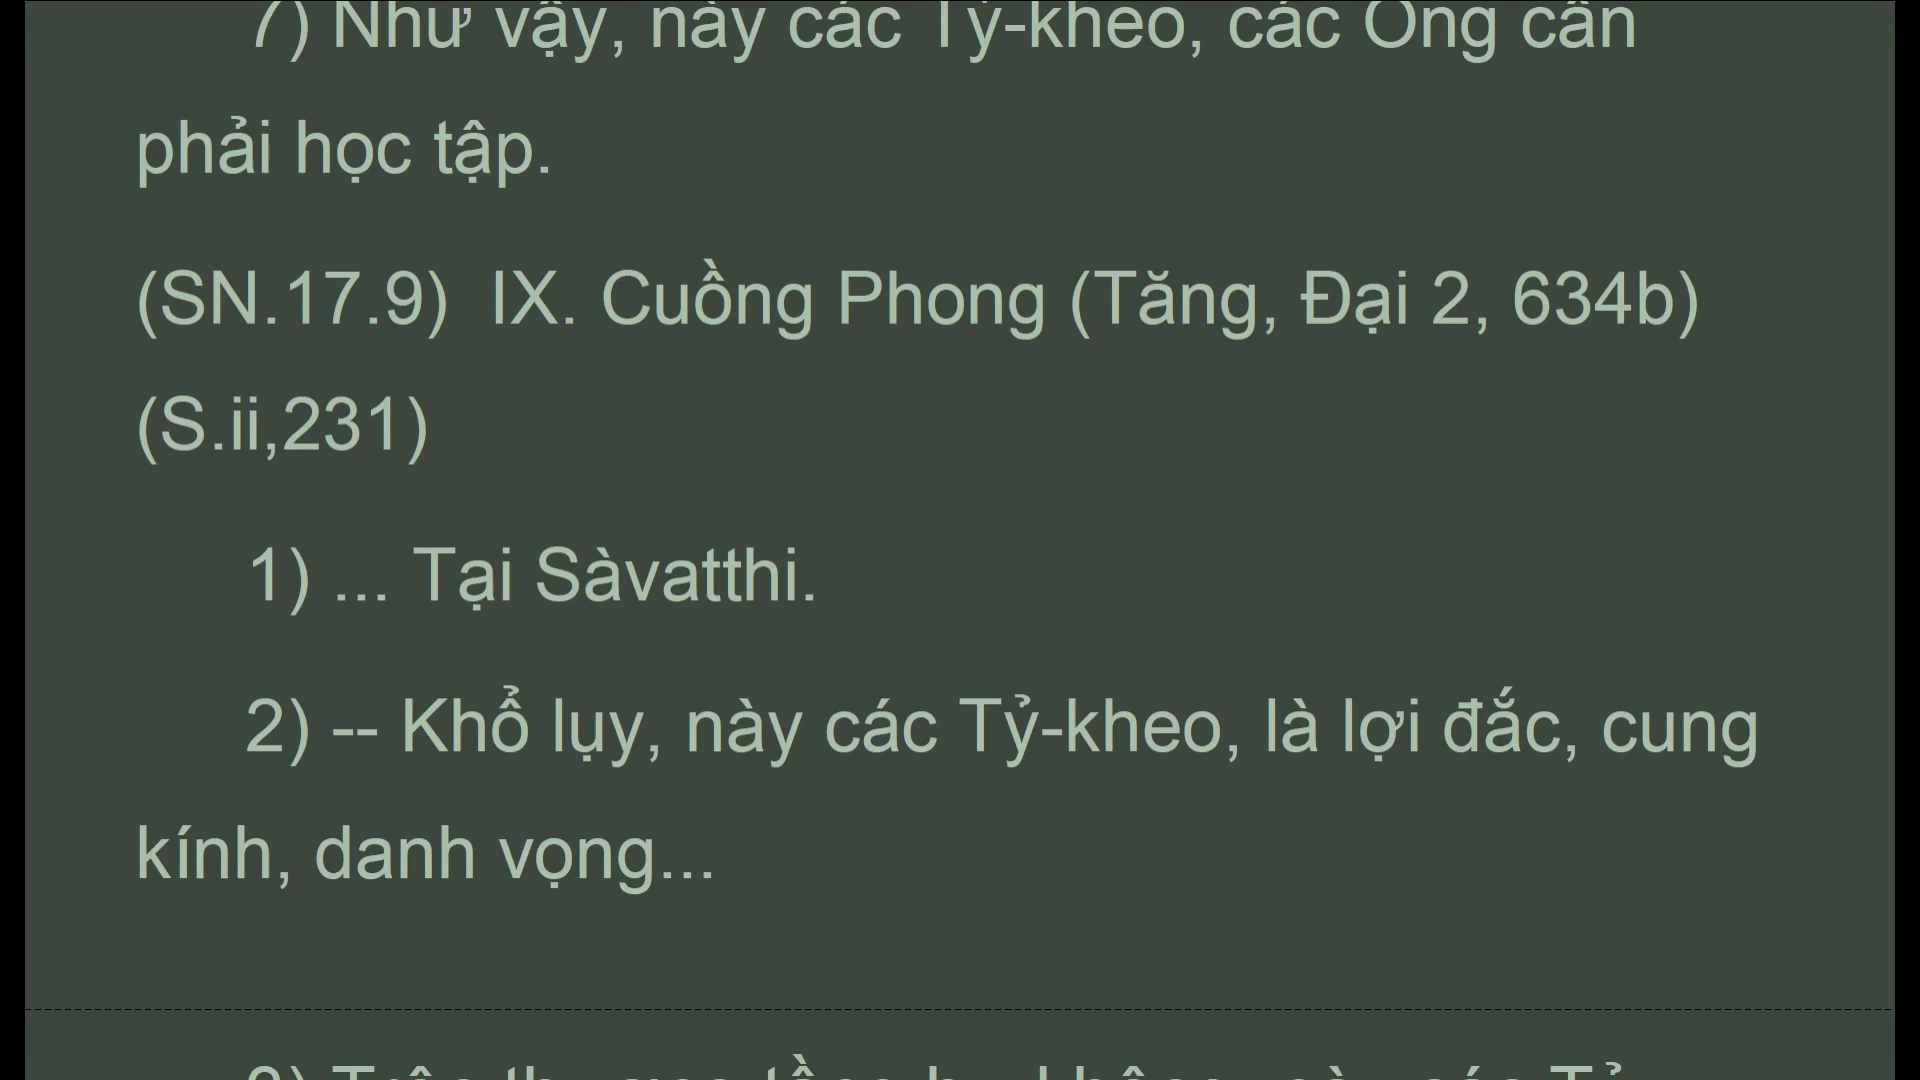 7) Như vậy, này các Tỷ-kheo, các Ông cần
phải học tập.
(SN.17.9)  IX. Cuồng Phong (Tăng, Đại 2, 634b)
(S.ii,231)
1) ... Tại Sàvatthi.
2) -- Khổ lụy, này các Tỷ-kheo, là lợi đắc, cung
kính, danh vọng...